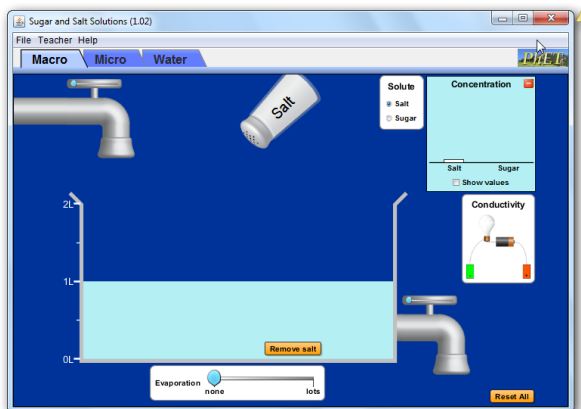 Sugar and Salt Solutions (1.02)
File Teacher Help
Macro Micro Water
PhET
Salt
Solute
Salt
Sugar
Concentration
Salt Sugar
Show values
Conductivity
2L
1L
0L
Remove salt
Evaporation
none lots
Reset All